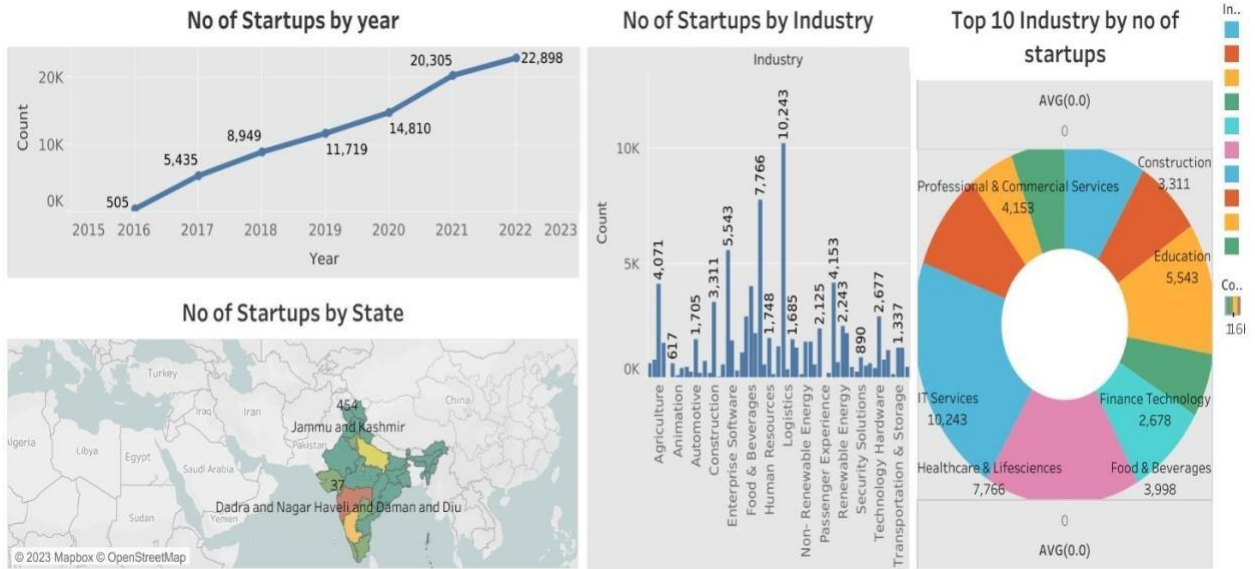 No of Startups by year
20K
10K
0K
Count
505
5,435
8,949
11,719
14,810
20,305
22,898
2015 2016 2017 2018 2019 2020 2021 2022 2023
Year
No of Startups by State
Turkey
China
Iraq
Iran
Pakistan
Libya
Egypt
Saudi Arabia
Sudan
Yemen
454
Jammu and Kashmir
37
Dadra and Nagar Haveli and Daman and Diu
© 2023 Mapbox © OpenStreetMap
No of Startups by Industry
Industry
10K
5K
0K
Count
4,071
617
1,705
3,311
5,543
7,766
1,748
10,243
1,685
2,125
4,153
2,243
890
2,677
1,337
Agriculture
Animation
Automotive
Construction
Enterprise Software
Food & Beverages
Human Resources
Logistics
Non- Renewable Energy
Passenger Experience
Renewable Energy
Security Solutions
Technology Hardware
Transportation & Storage
Top 10 Industry by no of
startups
AVG(0.0)
0
Construction
3,311
Professional & Commercial Services
4,153
Education
5,543
IT Services
10,243
Finance Technology
2,678
Healthcare & Lifesciences
7,766
Food & Beverages
3,998
0
AVG(0.0)
In..
Co..